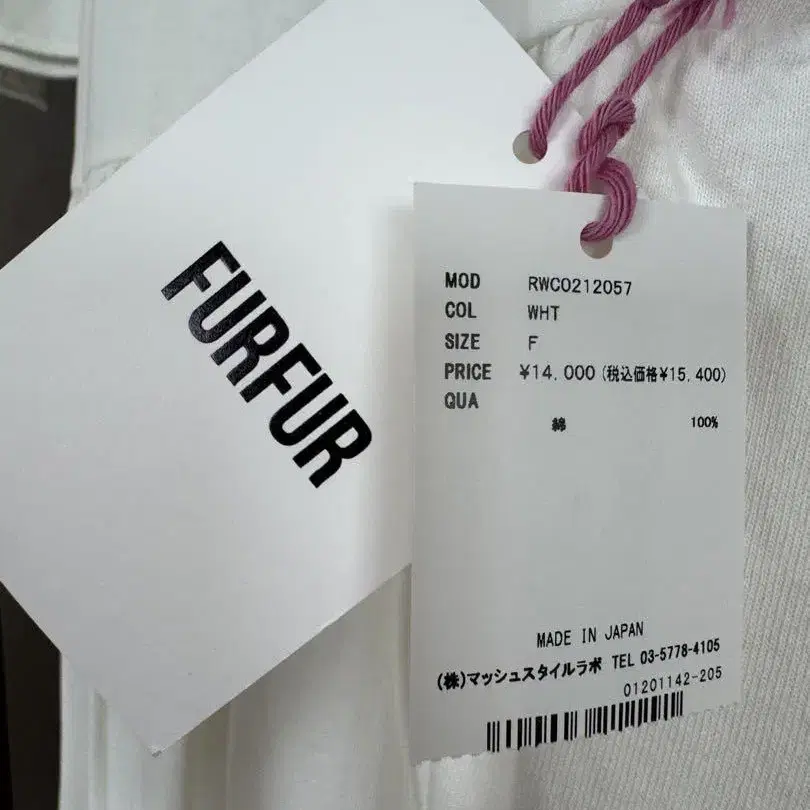 FURFUR
MOD RWCO212057
COL WHT
SIZE F
PRICE ¥14,000 (税込価格¥15,400)
QUA
綿 100%
MADE IN JAPAN
(株)マッシュスタイルラボ TEL 03-5778-4105
01201142-205